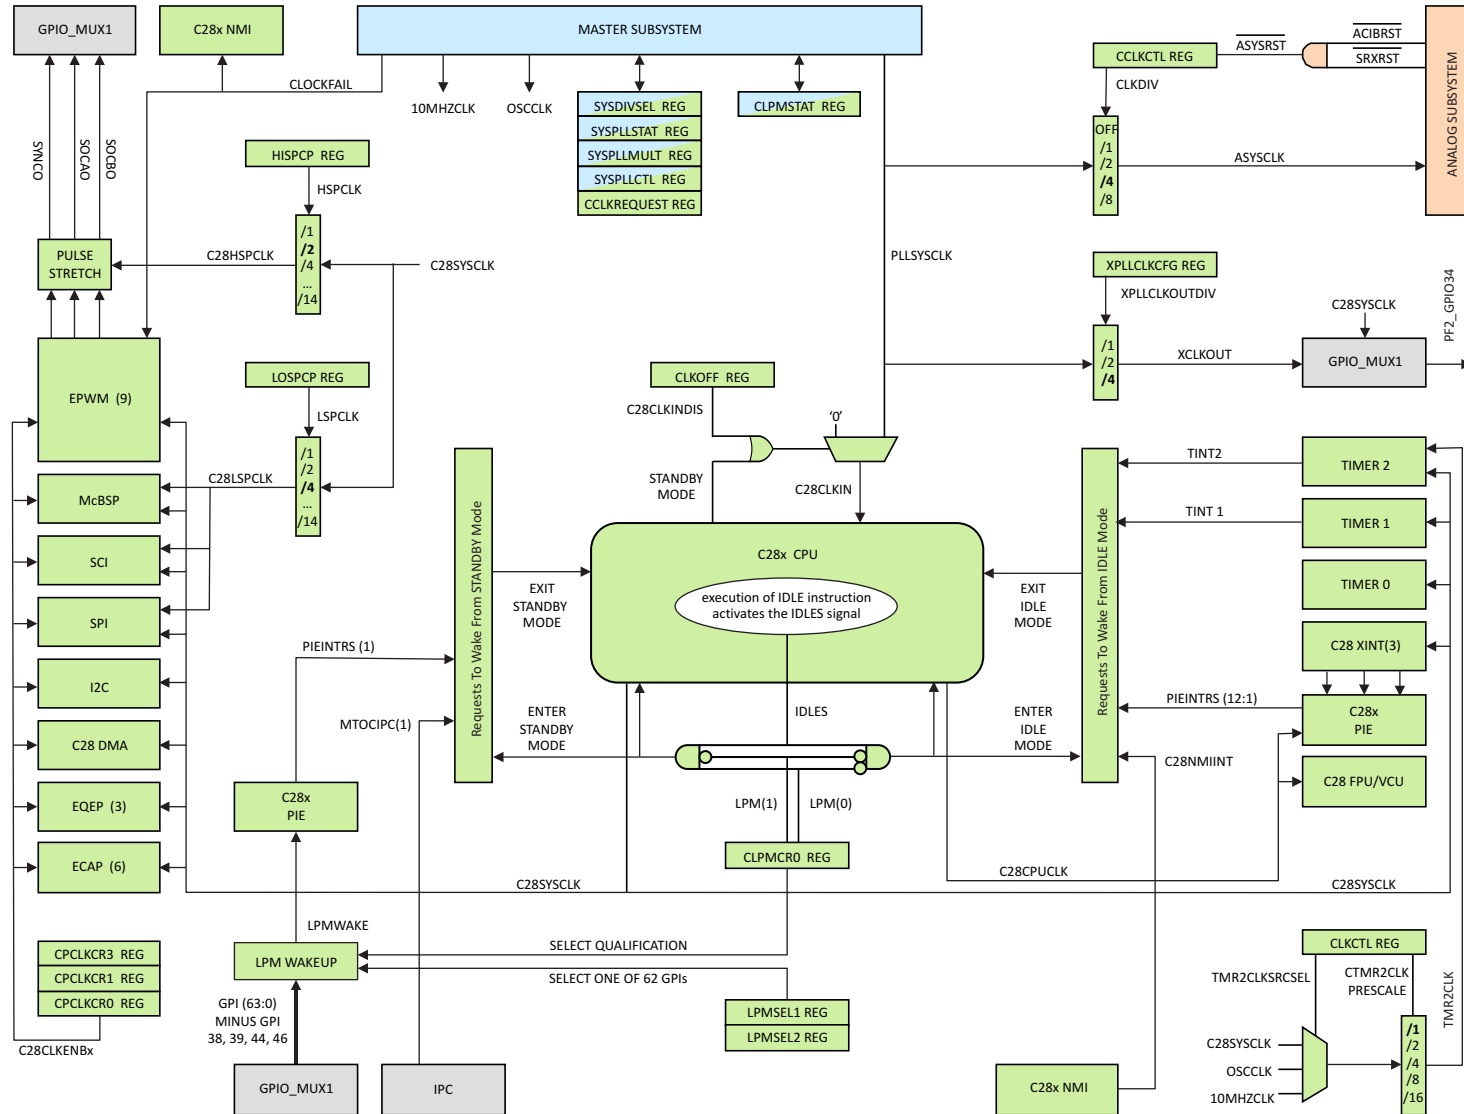 GPIO_MUX1
C28x NMI
MASTER SUBSYSTEM
ACIBRST
ASYSRST
SRXRST
CCLKCTL REG
ANALOG SUBSYSTEM
CLKDIV
CLOCKFAIL
10MHZCLK
OSCCLK
SYSDIVSEL REG
SYSPLLSTAT REG
SYSPLLMULT REG
SYSPLLCTL REG
CCLKREQUEST REG
CLPMSTAT REG
OFF
/1
/2
/4
/8
ASYSCLK
SYNCO
SOCAO
SOCBO
HISPCP REG
HSPCLK
/1
/2
/4
...
/14
PULSE
STRETCH
C28HSPCLK
C28SYSCLK
PLLSYSCLK
XPLLCLKCFG REG
XPLLCLKOUTDIV
C28SYSCLK
PF2_GPIO34
/1
/2
/4
XCLKOUT
GPIO_MUX1
EPWM (9)
LOSPCP REG
LSPCLK
CLKOFF REG
C28CLKINDIS
'0'
/1
/2
/4
...
/14
C28LSPCLK
STANDBY
MODE
C28CLKIN
McBSP
SCI
SPI
I2C
C28 DMA
EQEP (3)
ECAP (6)
Requests To Wake From STANDBY Mode
C28x CPU
execution of IDLE instruction
activates the IDLES signal
EXIT
STANDBY
MODE
EXIT
IDLE
MODE
Requests To Wake From IDLE Mode
TINT2
TIMER 2
TINT 1
TIMER 1
TIMER 0
C28 XINT(3)
PIEINTRS (12:1)
C28x
PIE
C28NMIINT
C28 FPU/VCU
PIEINTRS (1)
MTOCIPC(1)
ENTER
STANDBY
MODE
IDLES
ENTER
IDLE
MODE
LPM(1)
LPM(0)
C28x
PIE
CLPMCR0 REG
C28SYSCLK
C28CPUCLK
C28SYSCLK
LPMWAKE
LPM WAKEUP
SELECT QUALIFICATION
SELECT ONE OF 62 GPIs
CPCLKCR3 REG
CPCLKCR1 REG
CPCLKCR0 REG
C28CLKENBx
GPI (63:0)
MINUS GPI
38, 39, 44, 46
LPMSEL1 REG
LPMSEL2 REG
GPIO_MUX1
IPC
C28x NMI
CLKCTL REG
TMR2CLKSRCSEL
CTMR2CLK
PRESCALE
TMR2CLK
C28SYSCLK
OSCCLK
10MHZCLK
/1
/2
/4
/8
/16